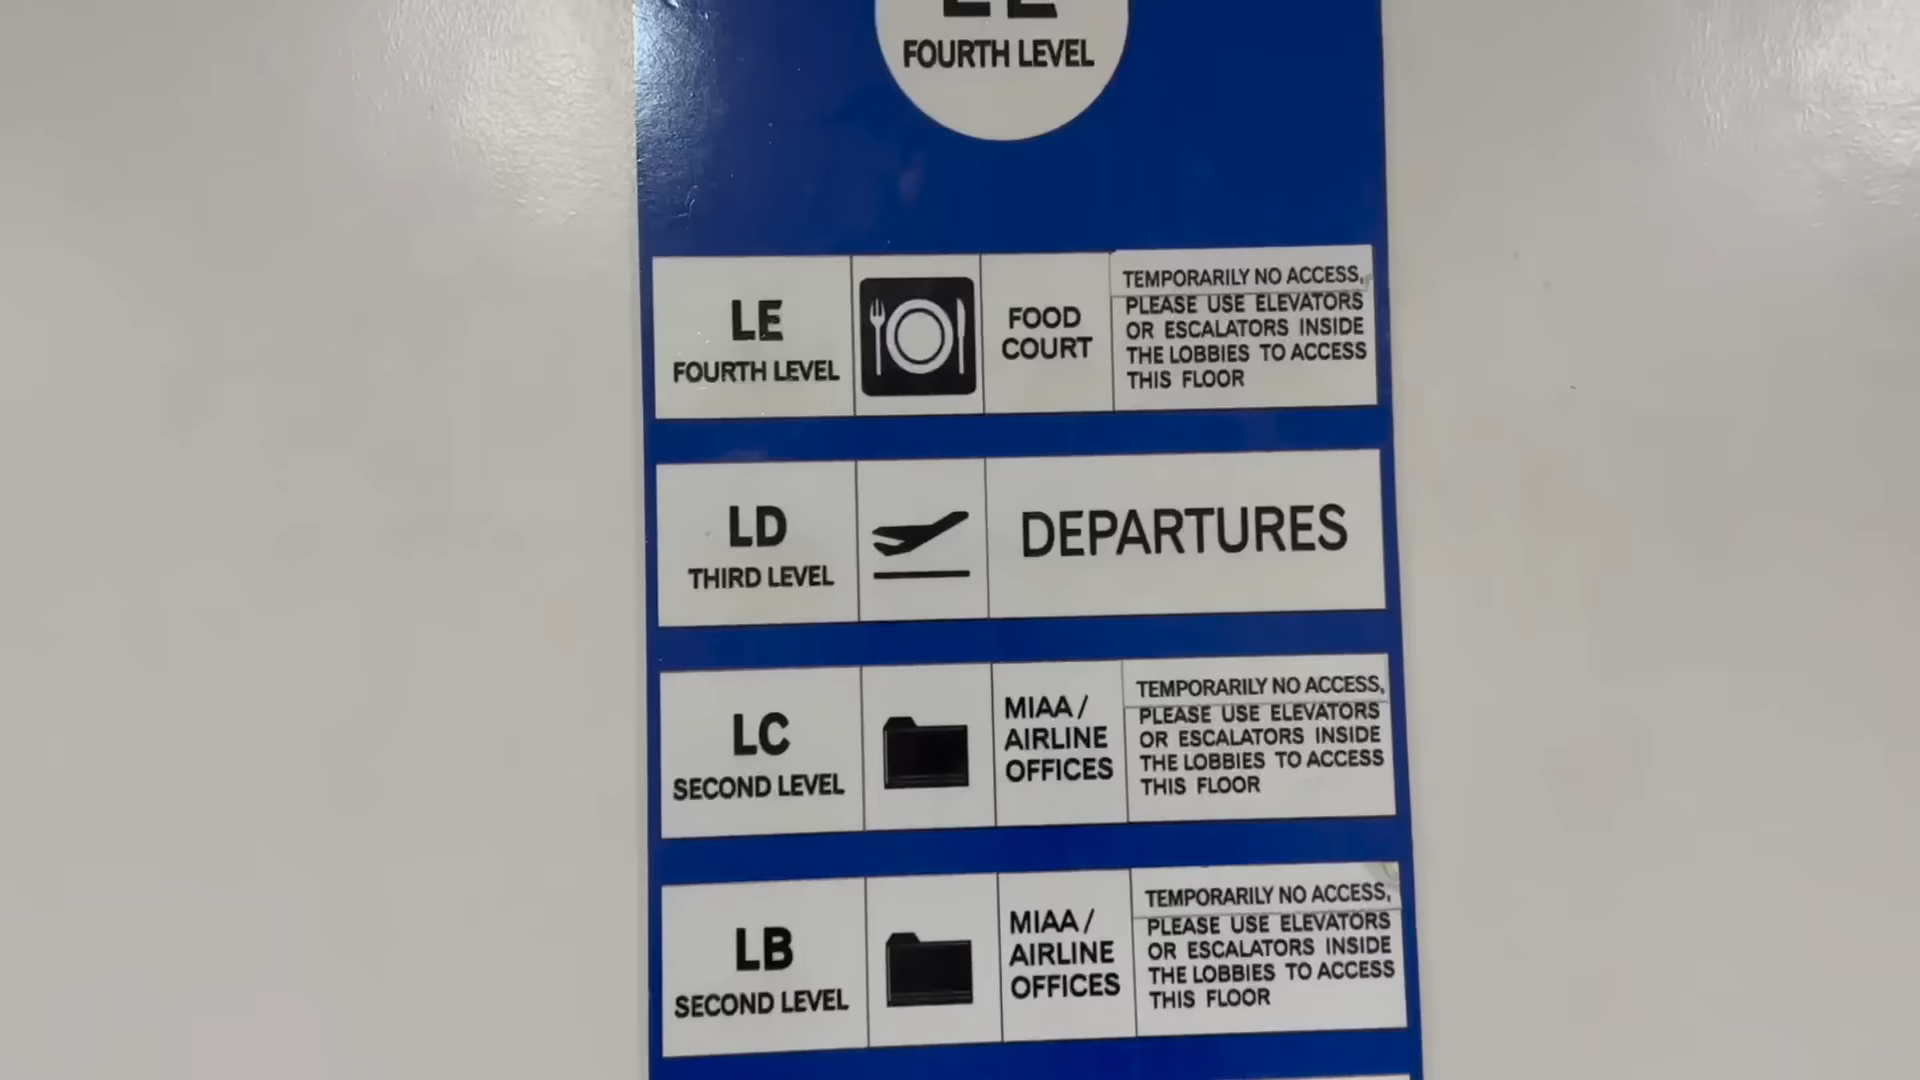 LE
FOURTH LEVEL
LE
FOURTH LEVEL
FOOD
COURT
TEMPORARILY NO ACCESS,
PLEASE USE ELEVATORS
OR ESCALATORS INSIDE
THE LOBBIES TO ACCESS
THIS FLOOR
LD
THIRD LEVEL
DEPARTURES
LC
SECOND LEVEL
MIAA /
AIRLINE
OFFICES
TEMPORARILY NO ACCESS,
PLEASE USE ELEVATORS
OR ESCALATORS INSIDE
THE LOBBIES TO ACCESS
THIS FLOOR
LB
SECOND LEVEL
MIAA /
AIRLINE
OFFICES
TEMPORARILY NO ACCESS,
PLEASE USE ELEVATORS
OR ESCALATORS INSIDE
THE LOBBIES TO ACCESS
THIS FLOOR